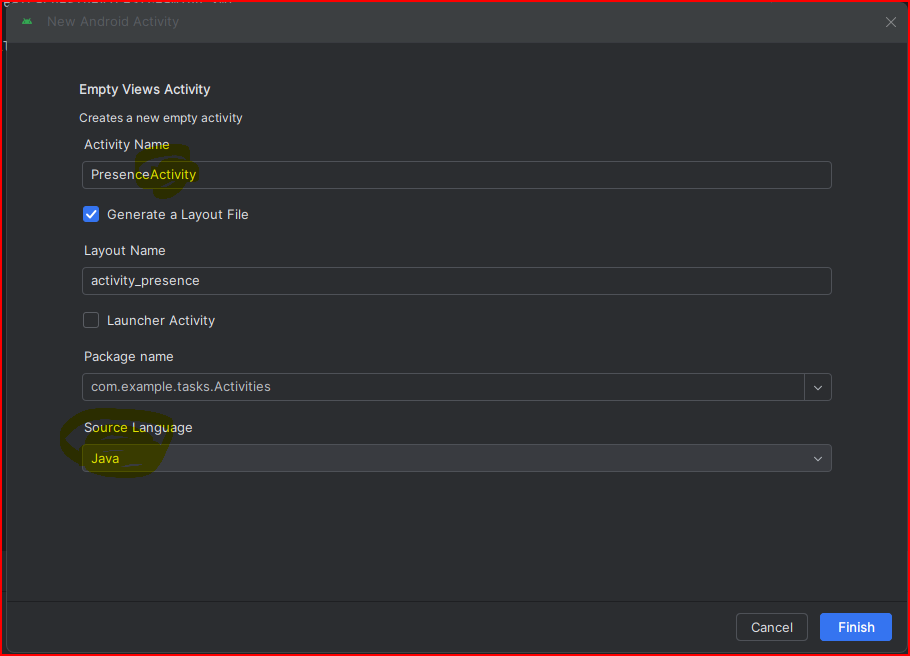 New Android Activity
Empty Views Activity
Creates a new empty activity
Activity Name
PresenceActivity
Generate a Layout File
Layout Name
activity_presence
Launcher Activity
Package name
com.example.tasks.Activities
Source Language
Java
Cancel
Finish